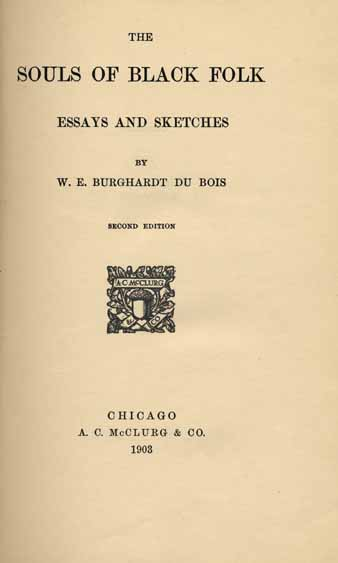 THE
SOULS OF BLACK FOLK
ESSAYS AND SKETCHES
BY
W. E. BURGHARDT DU BOIS
SECOND EDITION
A·C·McCLURG
& CO
CHICAGO
A. C. McCLURG & CO.
1903